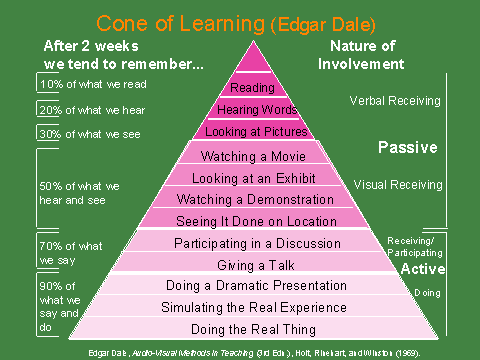 Cone of Learning (Edgar Dale)
After 2 weeks
we tend to remember...
Nature of
Involvement
10% of what we read
Reading
Verbal Receiving
20% of what we hear
Hearing Words
30% of what we see
Looking at Pictures
Passive
50% of what we
hear and see
Watching a Movie
Looking at an Exhibit
Watching a Demonstration
Seeing It Done on Location
Visual Receiving
70% of what
we say
Participating in a Discussion
Giving a Talk
Receiving/
Participating
Active
90% of what
we say and
do
Doing a Dramatic Presentation
Simulating the Real Experience
Doing the Real Thing
Doing
Edgar Dale, Audio-Visual Methods in Teaching (3rd Edn.), Holt, Rinehart, and Winston (1969).